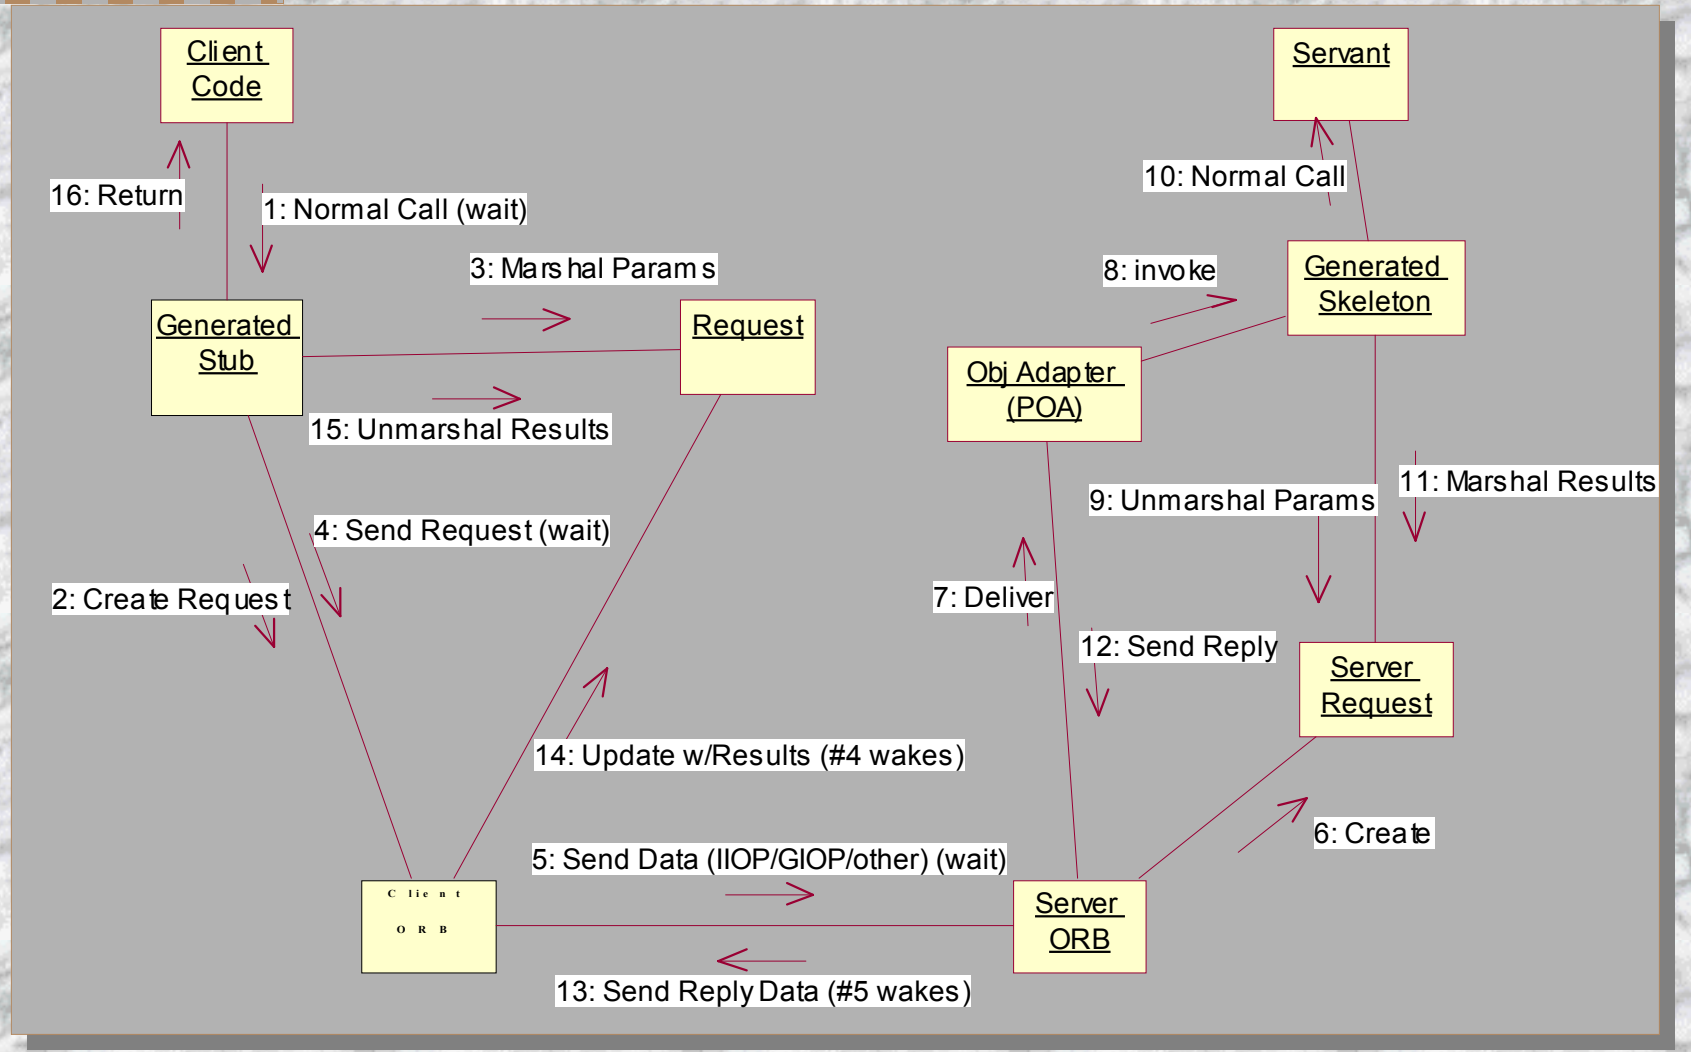 Client
Code
Servant
10: Normal Call
16: Return
1: Normal Call (wait)
3: Marshal Params
8: invoke
Generated
Skeleton
Generated
Stub
Request
Obj Adapter
(POA)
15: Unmarshal Results
11: Marshal Results
9: Unmarshal Params
4: Send Request (wait)
2: Create Request
7: Deliver
12: Send Reply
Server
Request
14: Update w/Results (#4 wakes)
6: Create
5: Send Data (IIOP/GIOP/other) (wait)
Client
ORB
Server
ORB
13: Send Reply Data (#5 wakes)